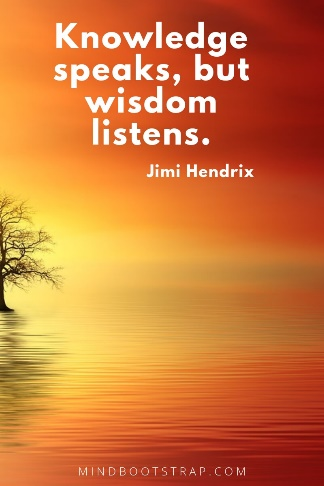 Knowledge
speaks, but
wisdom
listens.
Jimi Hendrix
MINDBOOTSTRAP.COM